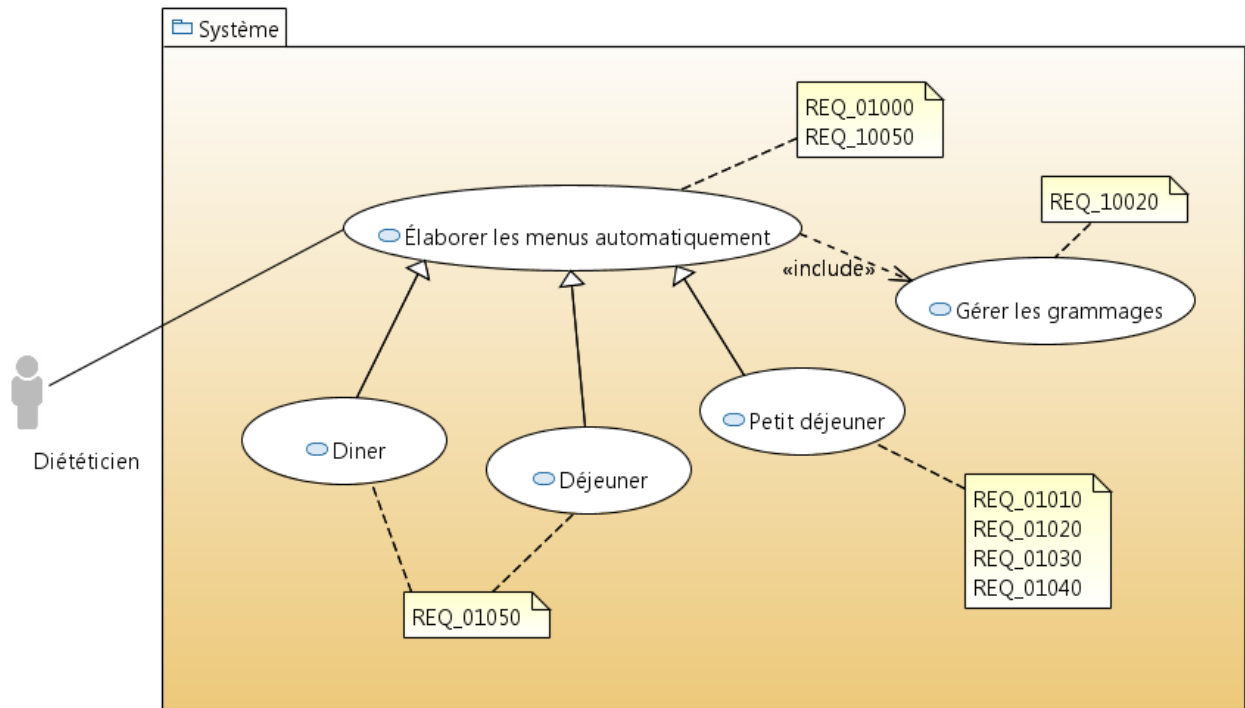 Système
REQ_01000
REQ_10050
REQ_10020
Élaborer les menus automatiquement
«include»
Gérer les grammages
Petit déjeuner
Diner
Diététicien
Déjeuner
REQ_01010
REQ_01020
REQ_01030
REQ_01040
REQ_01050